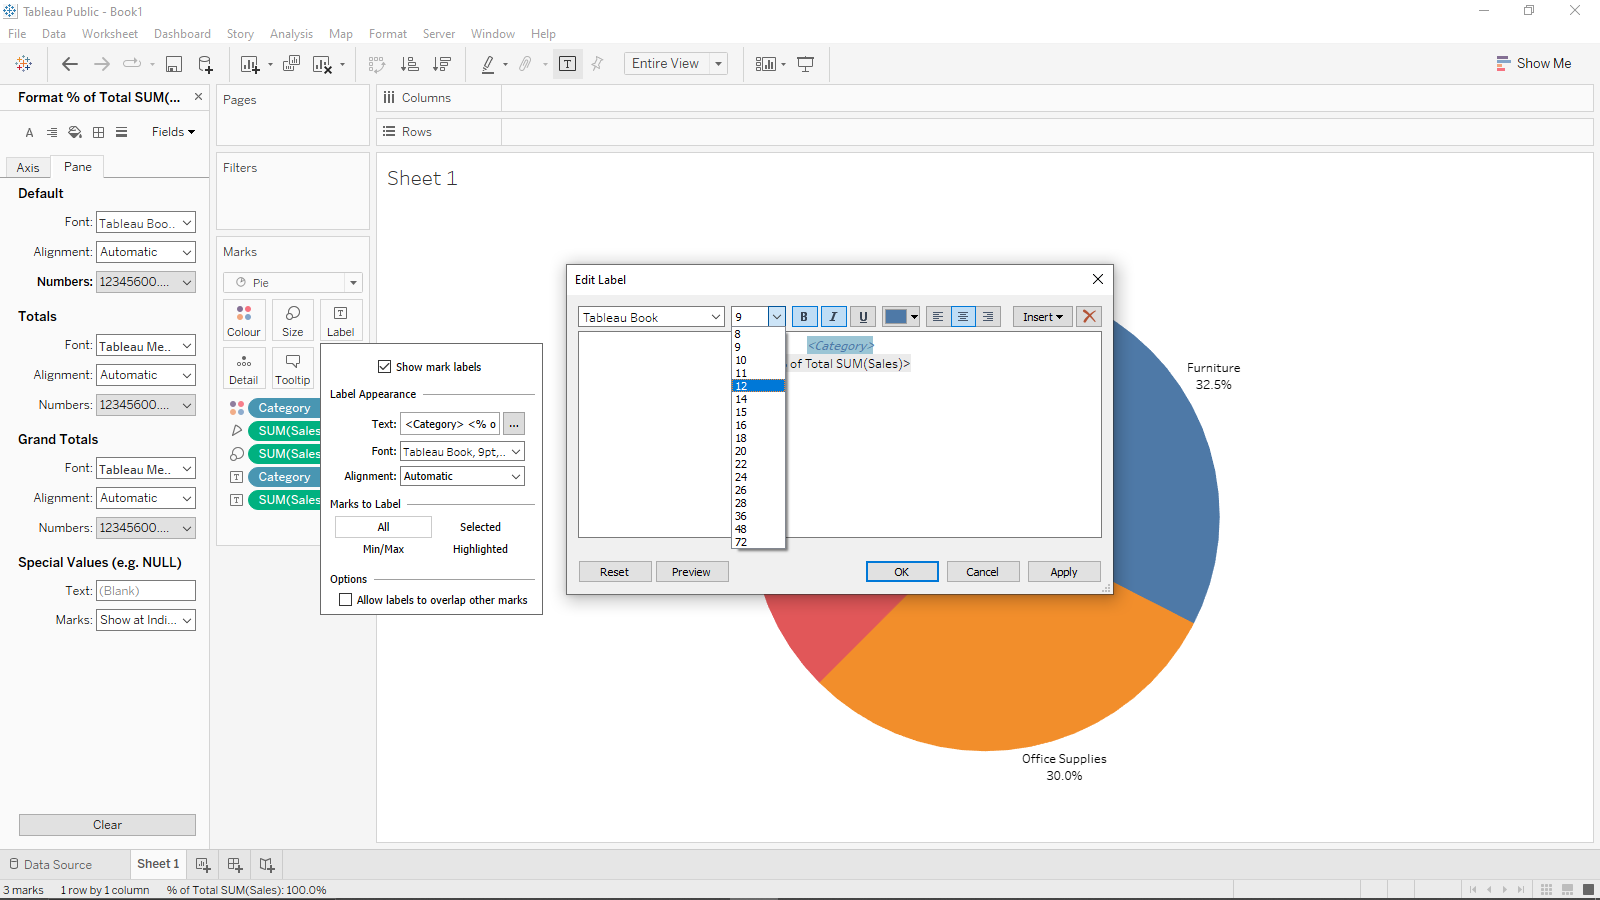 Tableau Public - Book1
File Data Worksheet Dashboard Story Analysis Map Format Server Window Help
Entire View
Show Me
Format % of Total SUM(...
Fields
Axis Pane
Default
Font: Tableau Boo..
Alignment: Automatic
Numbers: 12345600....
Totals
Font: Tableau Me..
Alignment: Automatic
Numbers: 12345600....
Grand Totals
Font: Tableau Me..
Alignment: Automatic
Numbers: 12345600....
Special Values (e.g. NULL)
Text: (Blank)
Marks: Show at Indi...
Clear
Pages
Filters
Marks
Pie
Colour Size Label
Detail Tooltip
Category
SUM(Sales
SUM(Sales
Category
SUM(Sales
Columns
Rows
Sheet 1
Show mark labels
Label Appearance
Text: <Category> <% o
...
Font: Tableau Book, 9pt,..
Alignment: Automatic
Marks to Label
All Selected
Min/Max Highlighted
Options
Allow labels to overlap other marks
Edit Label
Tableau Book 9 B I U Insert
<Category>
of Total SUM(Sales)>
8
9
10
11
12
14
15
16
18
20
22
24
26
28
36
48
72
Reset Preview OK Cancel Apply
Furniture
32.5%
Office Supplies
30.0%
Data Source Sheet 1
3 marks 1 row by 1 column % of Total SUM(Sales): 100.0%